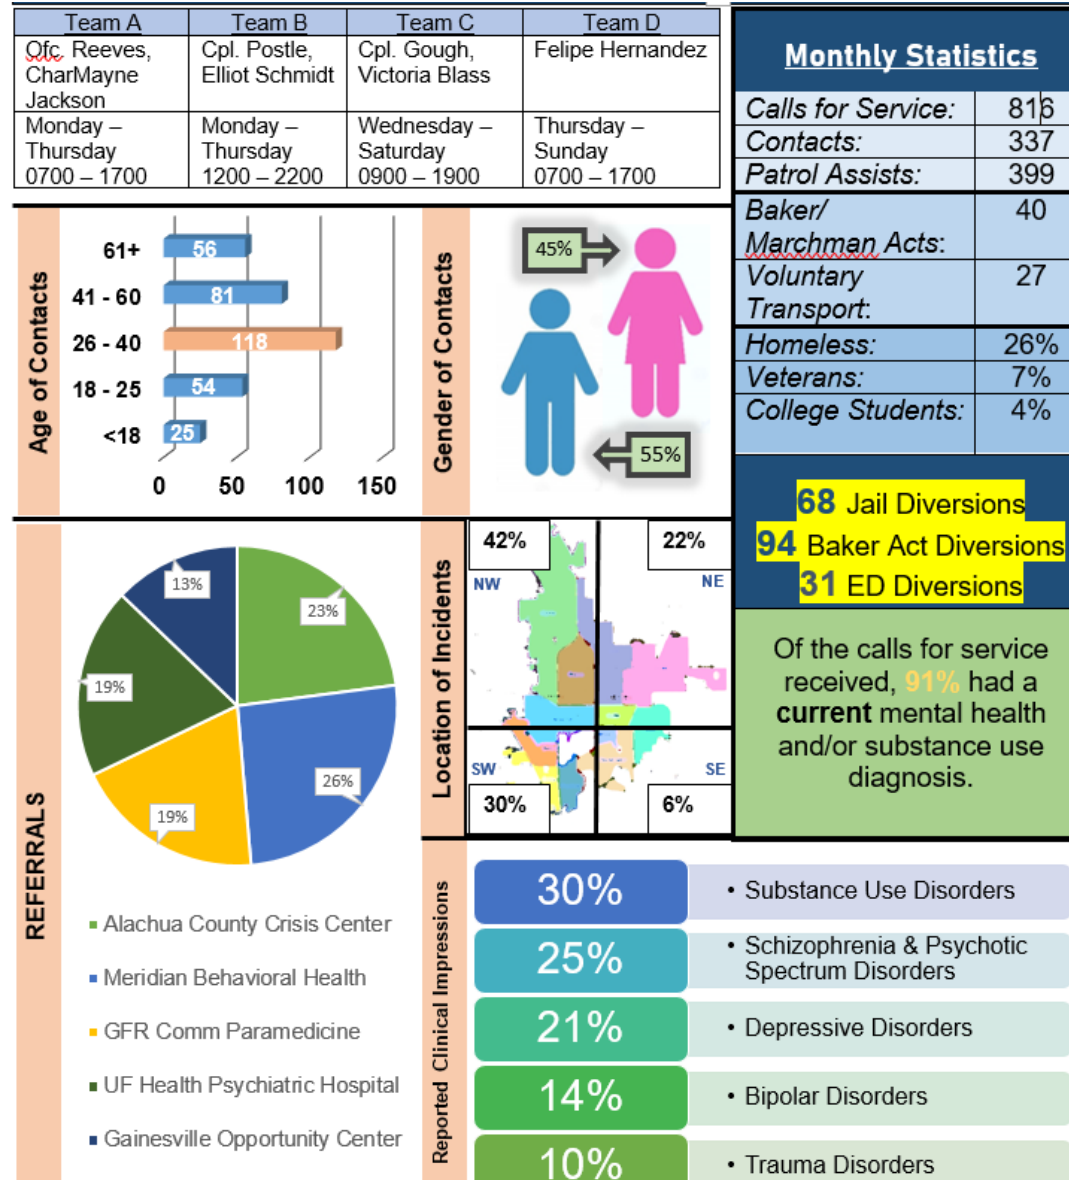 Team A
Team B
Team C
Team D
Ofc. Reeves,
CharMayne
Jackson
Cpl. Postle,
Elliot Schmidt
Cpl. Gough,
Victoria Blass
Felipe Hernandez
Monday –
Thursday
0700 – 1700
Monday –
Thursday
1200 – 2200
Wednesday –
Saturday
0900 – 1900
Thursday –
Sunday
0700 – 1700
Monthly Statistics
Calls for Service: 816
Contacts: 337
Patrol Assists: 399
Baker/ 40
Marchman Acts:
Voluntary 27
Transport:
Homeless: 26%
Veterans: 7%
College Students: 4%
68 Jail Diversions
94 Baker Act Diversions
31 ED Diversions
Of the calls for service
received, 91% had a
current mental health
and/or substance use
diagnosis.
Age of Contacts
61+ 56
41 - 60 81
26 - 40 118
18 - 25 54
<18 25
0 50 100 150
Gender of Contacts
45%
55%
REFERRALS
13%
23%
19%
26%
19%
Alachua County Crisis Center
Meridian Behavioral Health
GFR Comm Paramedicine
UF Health Psychiatric Hospital
Gainesville Opportunity Center
Location of Incidents
42%
22%
NW
NE
SW
SE
30%
6%
Reported Clinical Impressions
30% • Substance Use Disorders
25% • Schizophrenia & Psychotic
Spectrum Disorders
21% • Depressive Disorders
14% • Bipolar Disorders
10% • Trauma Disorders